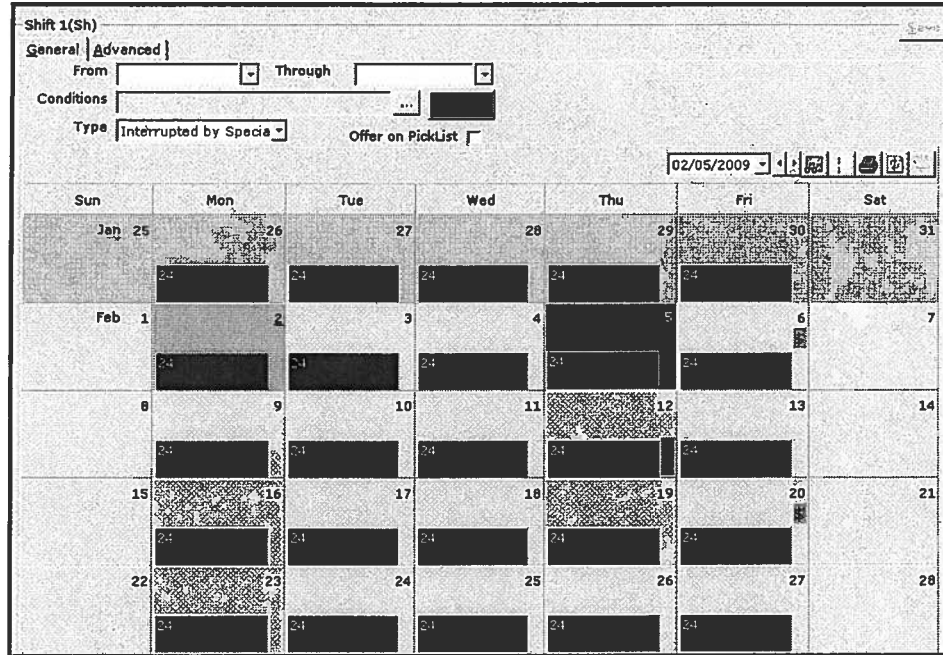 Shift 1(Sh)
Save
General Advanced
From Through
Conditions ...
Type Interrupted by Specia
Offer on PickList
02/05/2009
Sun Mon Tue Wed Thu Fri Sat
Jan 25 26 27 28 29 30 31
24 24 24 24 24
Feb 1 2 3 4 5 6 7
24 24 24 24 24
8 9 10 11 12 13 14
24 24 24 24 24
15 16 17 18 19 20 21
24 24 24 24 24
22 23 24 25 26 27 28
24 24 24 24 24